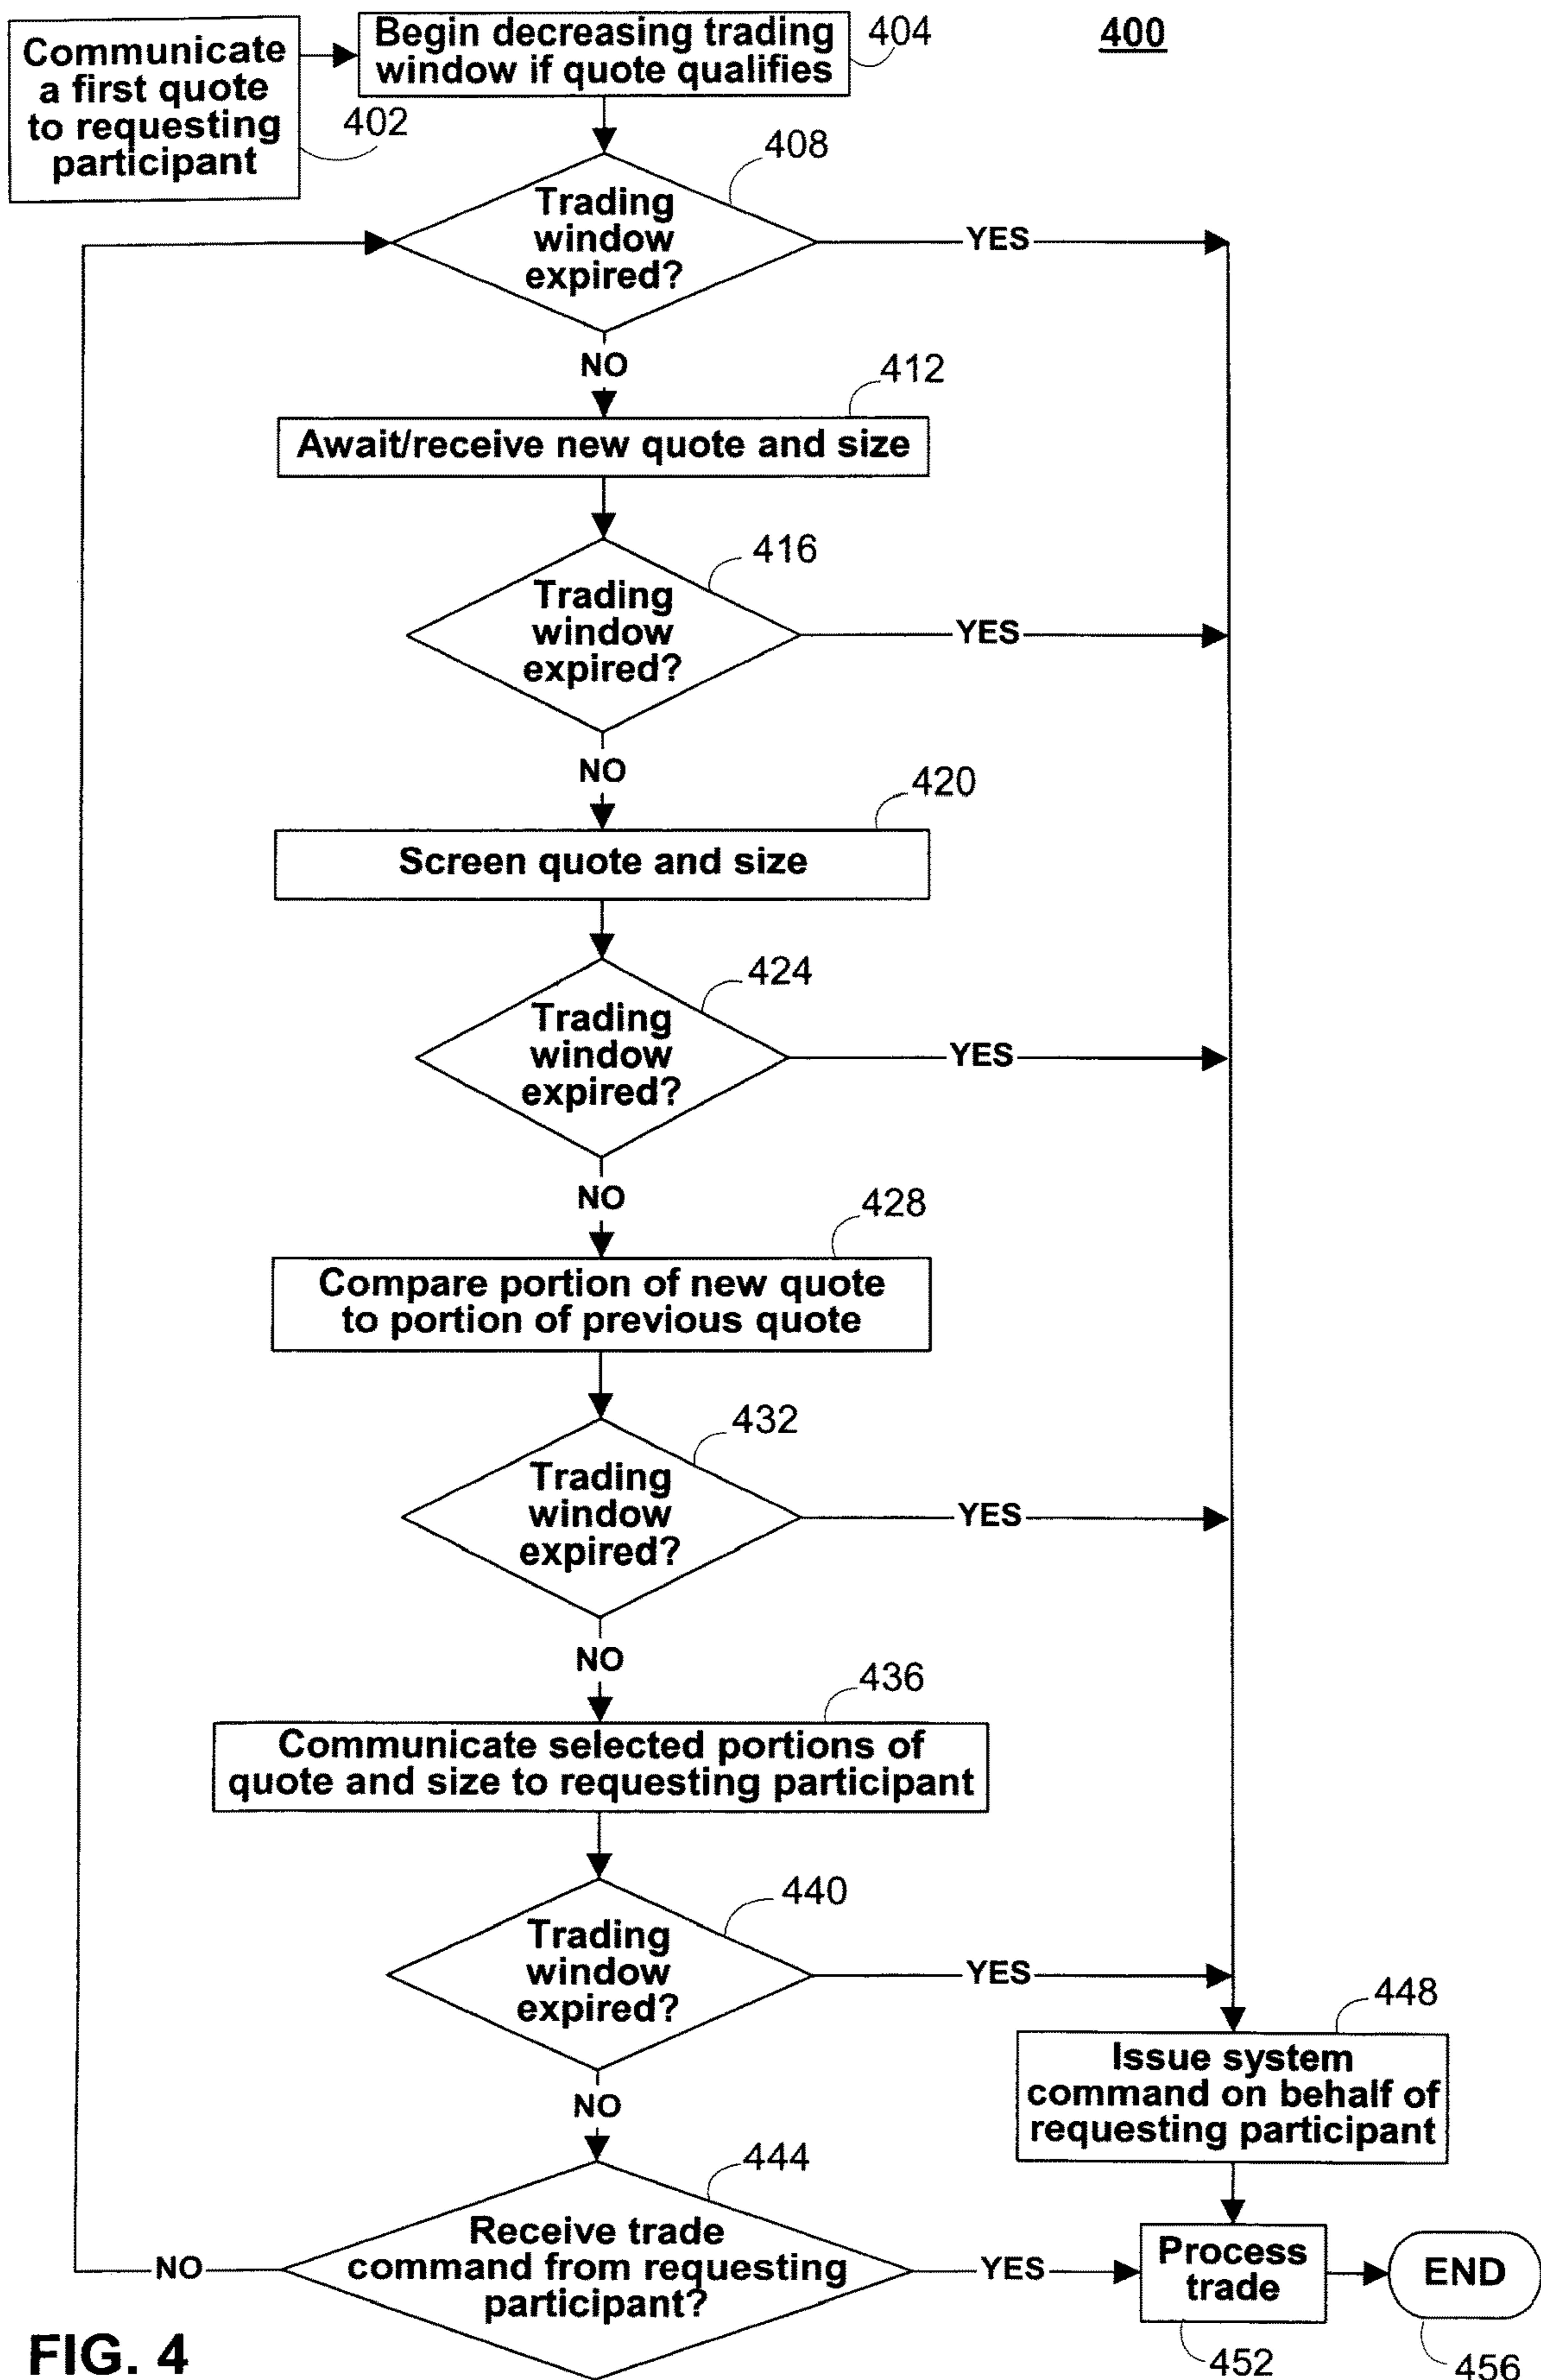 400
Communicate
a first quote
to requesting
participant
402
Begin decreasing trading
window if quote qualifies
404
408
Trading
window
expired?
YES
NO
412
Await/receive new quote and size
416
Trading
window
expired?
YES
NO
420
Screen quote and size
424
Trading
window
expired?
YES
NO
428
Compare portion of new quote
to portion of previous quote
432
Trading
window
expired?
YES
NO
436
Communicate selected portions of
quote and size to requesting participant
440
Trading
window
expired?
YES
NO
448
Issue system
command on behalf of
requesting participant
444
Receive trade
command from requesting
participant?
NO
YES
Process
trade
452
END
456
FIG. 4